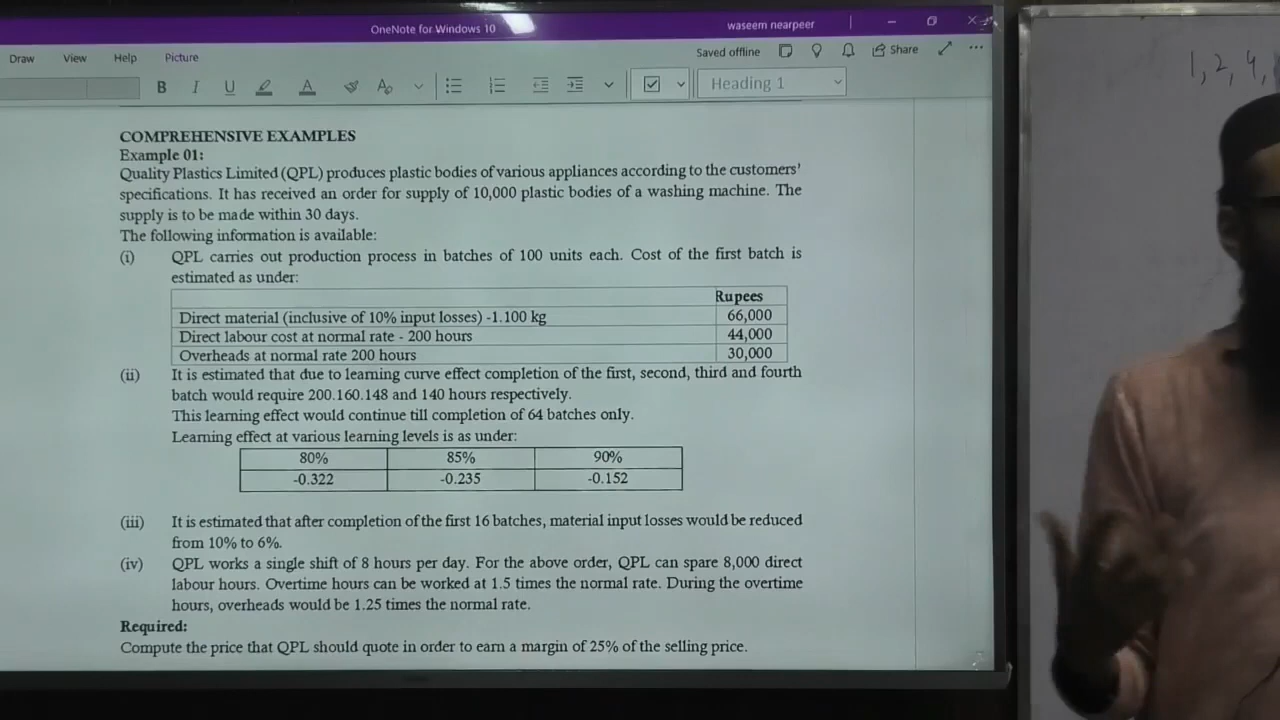 OneNote for Windows 10
waseem nearpeer
Draw View Help Picture
Saved offline
Share
B I U A
Heading 1
1, 2, 4,
COMPREHENSIVE EXAMPLES
Example 01:
Quality Plastics Limited (QPL) produces plastic bodies of various appliances according to the customers'
specifications. It has received an order for supply of 10,000 plastic bodies of a washing machine. The
supply is to be made within 30 days.
The following information is available:
(i) QPL carries out production process in batches of 100 units each. Cost of the first batch is
estimated as under:
Rupees
Direct material (inclusive of 10% input losses) -1.100 kg 66,000
Direct labour cost at normal rate - 200 hours 44,000
Overheads at normal rate 200 hours 30,000
(ii) It is estimated that due to learning curve effect completion of the first, second, third and fourth
batch would require 200.160.148 and 140 hours respectively.
This learning effect would continue till completion of 64 batches only.
Learning effect at various learning levels is as under:
80% 85% 90%
-0.322 -0.235 -0.152
(iii) It is estimated that after completion of the first 16 batches, material input losses would be reduced
from 10% to 6%.
(iv) QPL works a single shift of 8 hours per day. For the above order, QPL can spare 8,000 direct
labour hours. Overtime hours can be worked at 1.5 times the normal rate. During the overtime
hours, overheads would be 1.25 times the normal rate.
Required:
Compute the price that QPL should quote in order to earn a margin of 25% of the selling price.